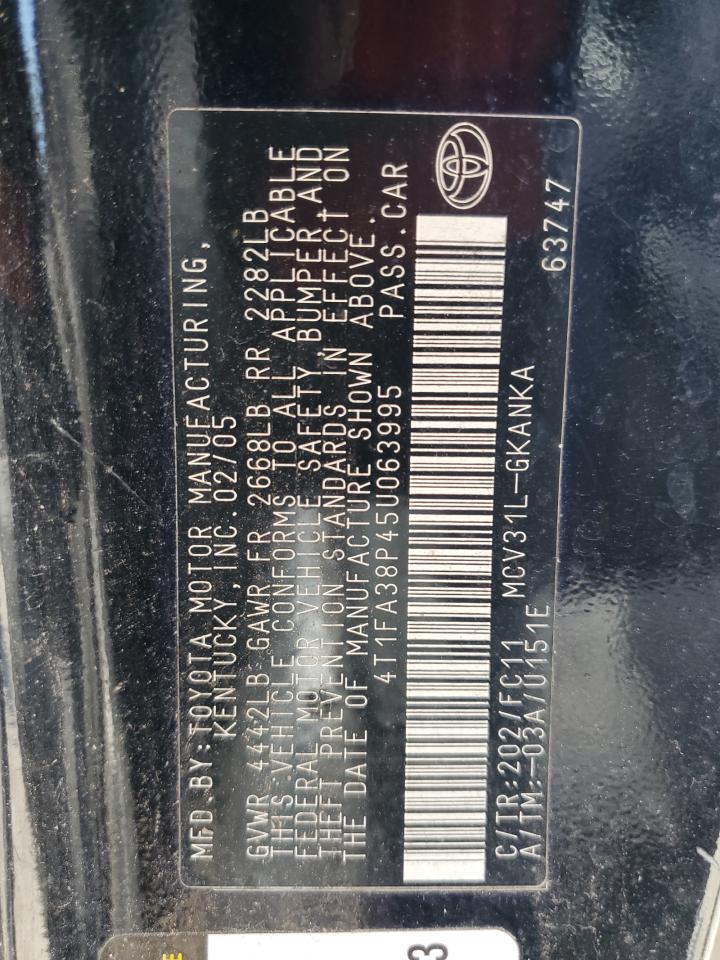 MFD.BY:TOYOTA MOTOR MANUFACTURING,
KENTUCKY,INC.02/05
GVWR 4442LB GAWR FR 2668LB RR 2282LB
THIS VEHICLE CONFORMS TO ALL APPLICABLE
FEDERAL MOTOR VEHICLE SAFETY, BUMPER, AND
THEFT PREVENTION STANDARDS IN EFFECT ON
THE DATE OF MANUFACTURE SHOWN ABOVE.
4T1FA38P45U063995 PASS.CAR
C/TR:202/FC11 MCV31L-GKANKA
A/TM:-03A/U151E 63747
E
3